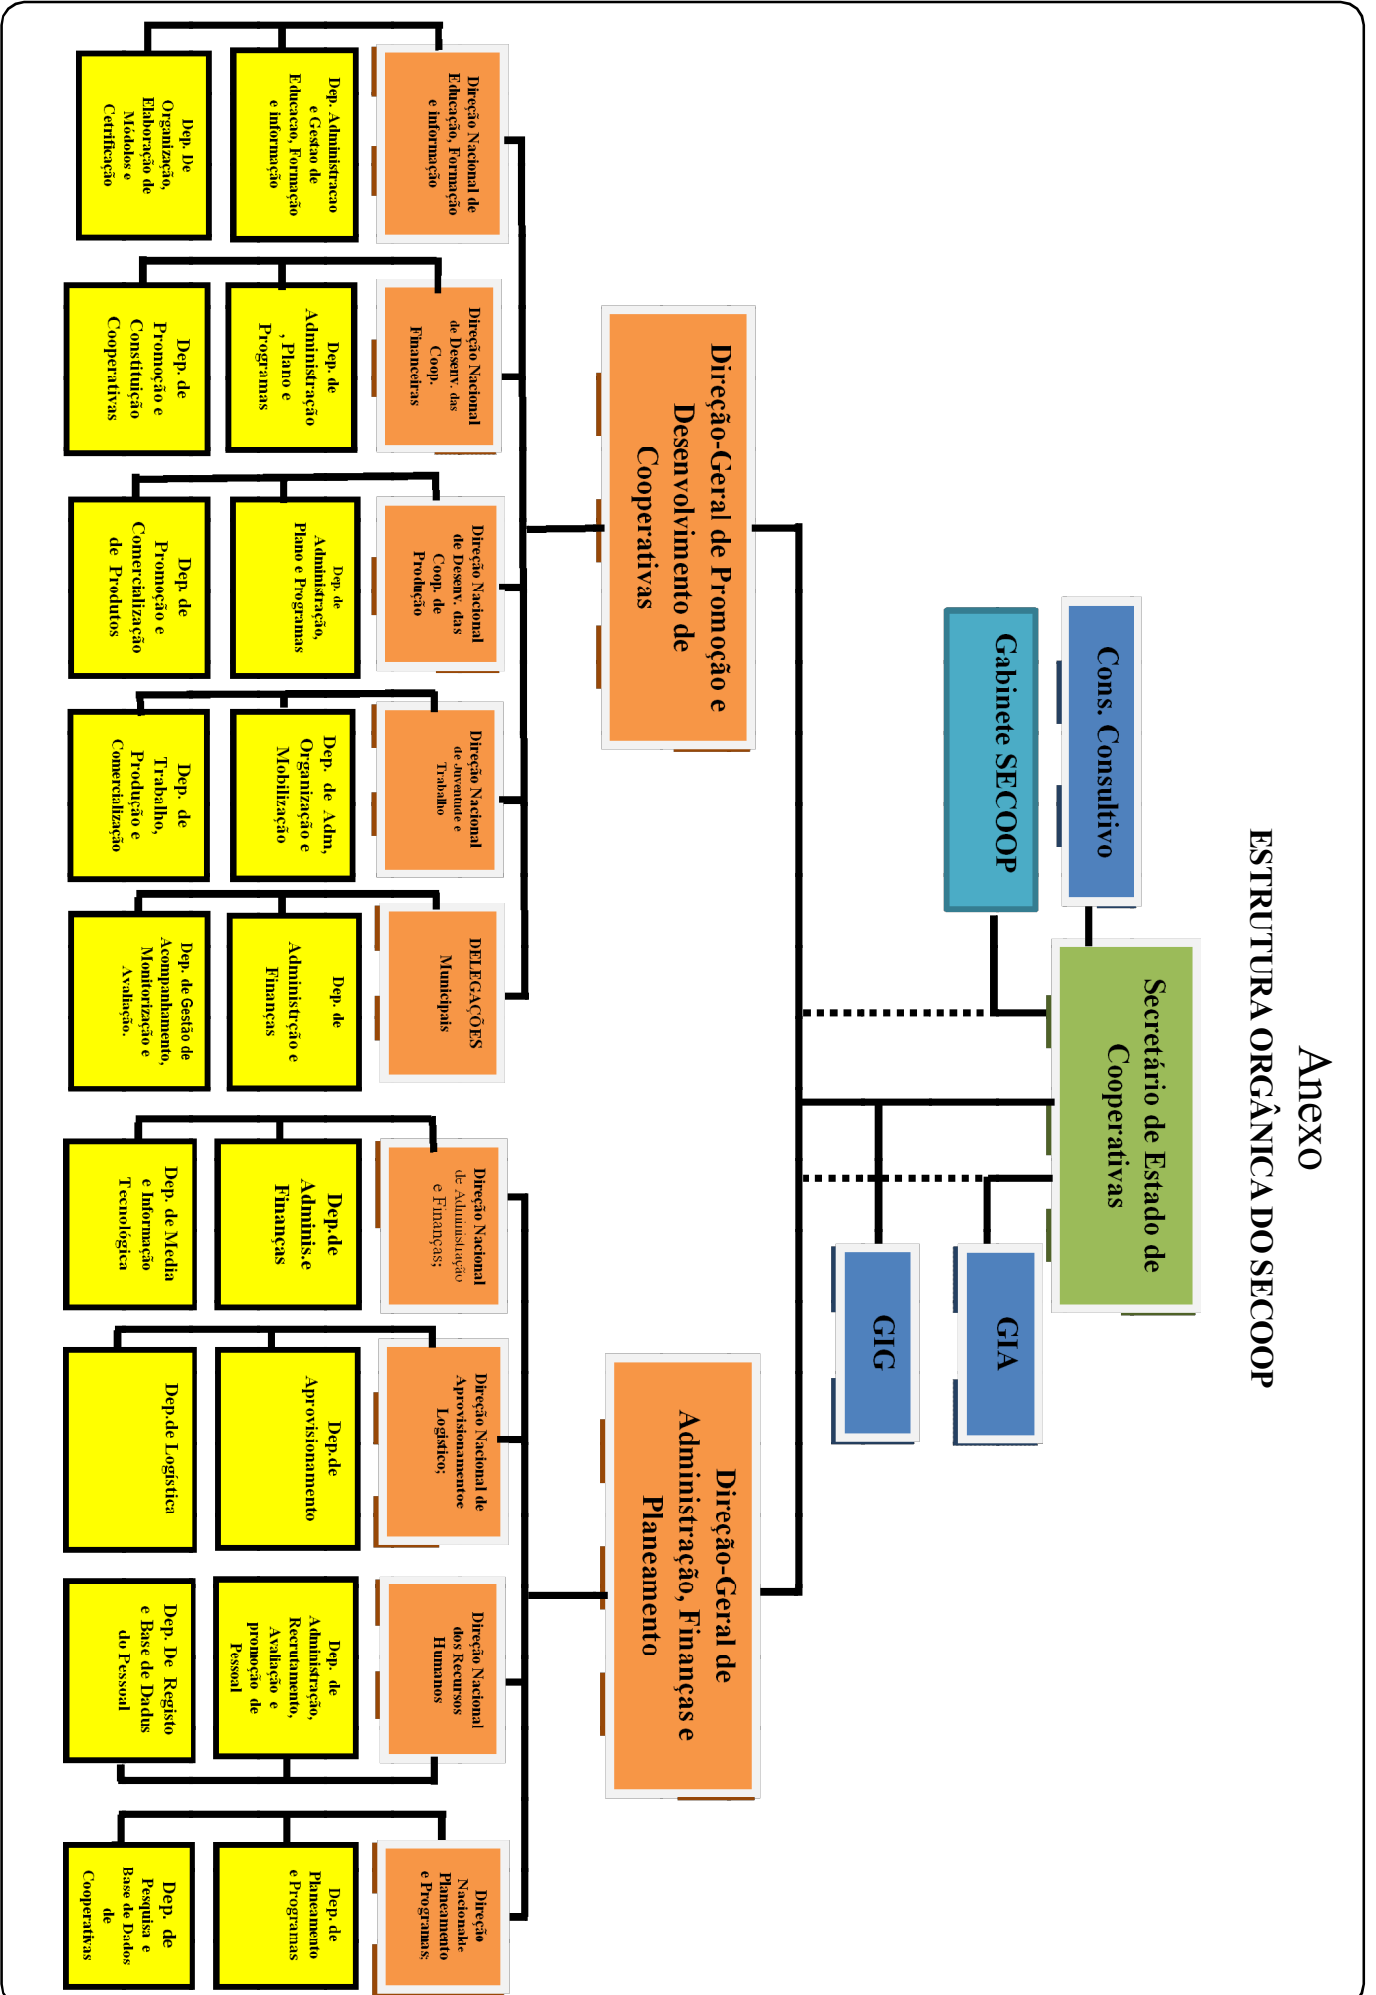 Anexo
ESTRUTURA ORGÂNICA DO SECOOP
Secretário de Estado de
Cooperativas
Cons. Consultivo
Gabinete SECOOP
GIA
GIG
Direção-Geral de Promoção e
Desenvolvimento de
Cooperativas
Direção-Geral de
Administração, Finanças e
Planeamento
Direção Nacional de
Educação, Formação
e informação
Direção Nacional
de Desenv. das
Coop.
Financeiras
Direção Nacional
de Desenv. das
Coop. de
Produção
Direção Nacional
de Juventude e
Trabalho
DELEGAÇÕES
Municipais
Direção Nacional
de Administração
e Finanças;
Direção Nacional de
Aprovisionamentoe
Logistico;
Direção Nacional
dos Recursos
Humanos
Direção
Nacionalde
Planeamento
e Programas;
Dep. Administracao
e Gestao de
Educacao, Formação
e informação
Dep. de
Administração
, Plano e
Programas
Dep. de
Administração,
Plano e Programas
Dep. de Adm,
Organização e
Mobilização
Dep. de
Administrção e
Finanças
Dep.de
Adminis.e
Finanças
Dep.de
Aprovisionamento
Dep. de
Administração,
Recrutamento,
Avaliação e
promoção de
Pessoal
Dep. de
Planeamento
e Programas
Dep. De
Organização,
Elaboração de
Módolos e
Cetrificação
Dep. de
Promoção e
Constituição
Cooperativas
Dep. de
Promoção e
Comercialização
de Produtos
Dep. de
Trabalho,
Produção e
Comercialização
Dep. de Gestão de
Acompanhamento,
Monitorização e
Avaliação.
Dep. de Media
e Informação
Tecnológica
Dep.de Logística
Dep. De Registo
e Base de Dadus
do Pessoal
Dep. de
Pesquisa e
Base de Dados
de
Cooperativas